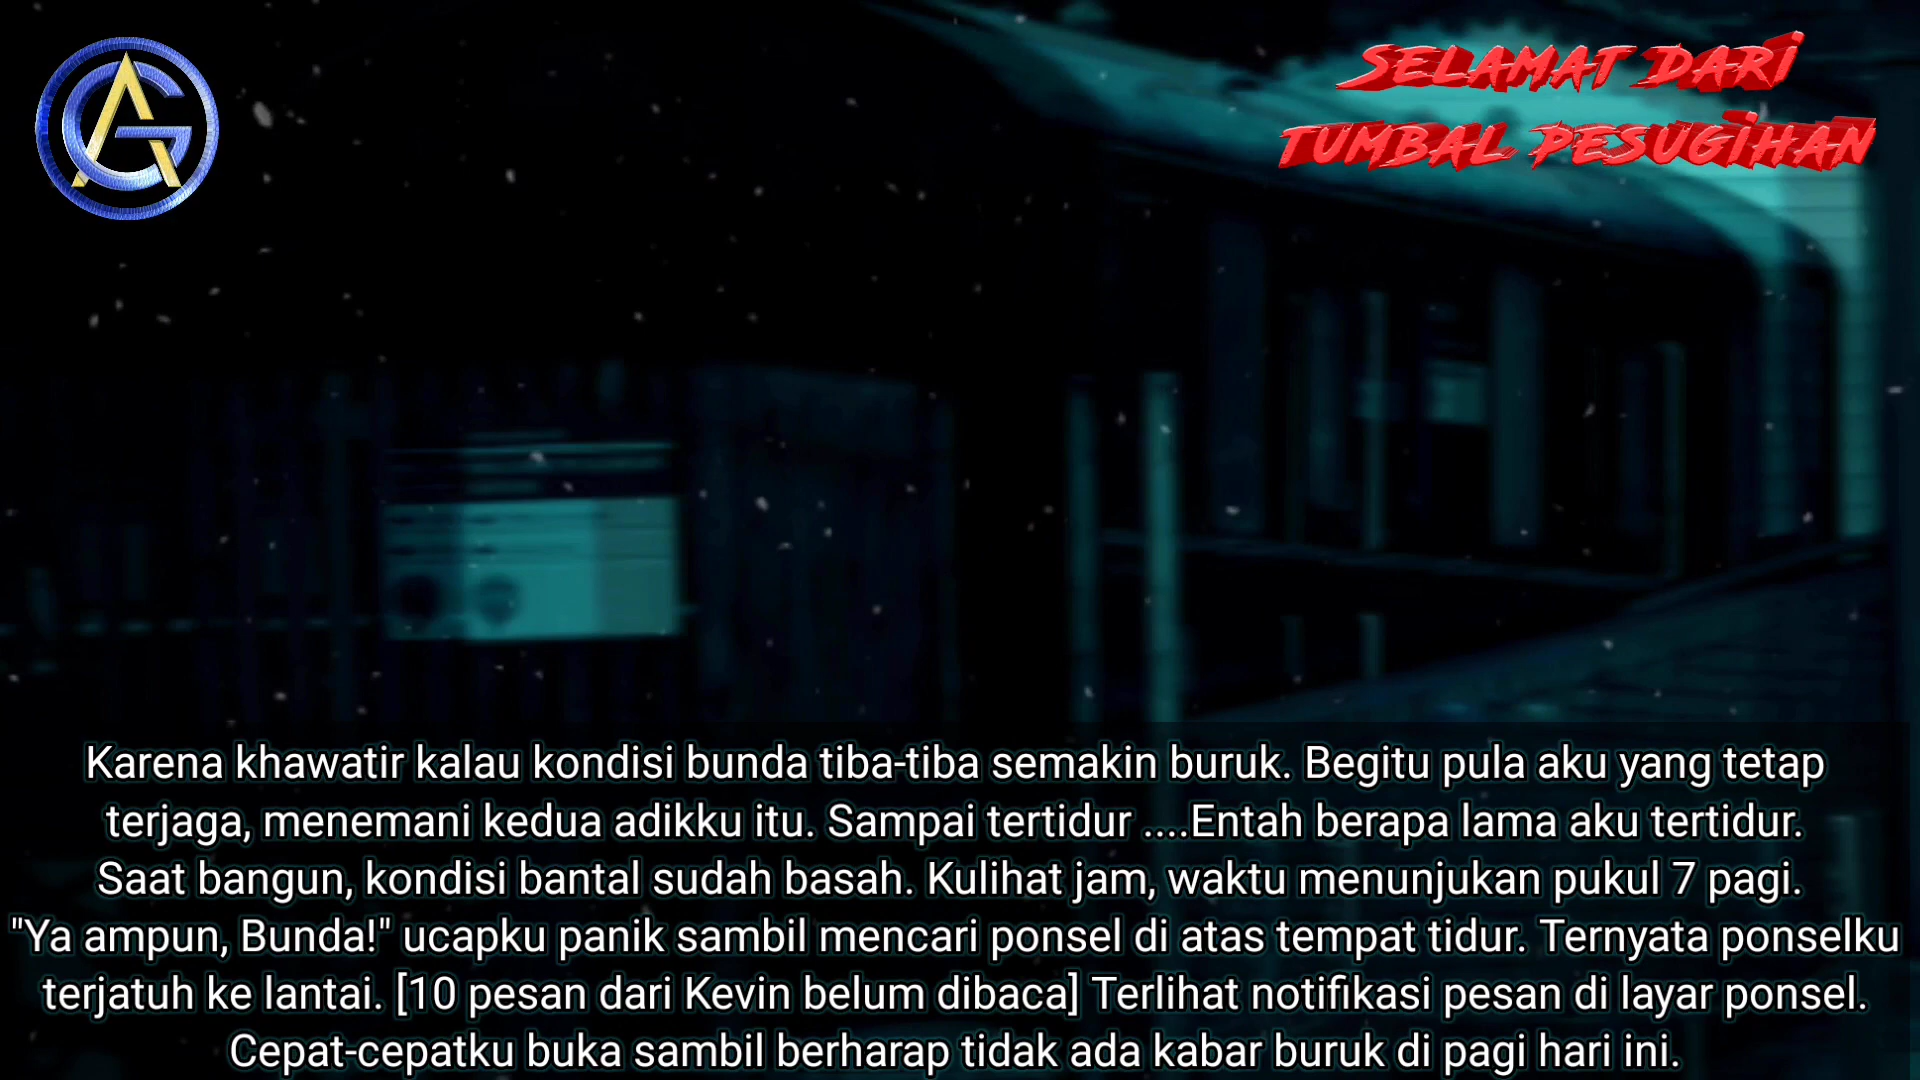 SELAMAT DARI
TUMBAL PESUGIHAN
Karena khawatir kalau kondisi bunda tiba-tiba semakin buruk. Begitu pula aku yang tetap
terjaga, menemani kedua adikku itu. Sampai tertidur ....Entah berapa lama aku tertidur.
Saat bangun, kondisi bantal sudah basah. Kulihat jam, waktu menunjukan pukul 7 pagi.
"Ya ampun, Bunda!" ucapku panik sambil mencari ponsel di atas tempat tidur. Ternyata ponselku
terjatuh ke lantai. [10 pesan dari Kevin belum dibaca] Terlihat notifikasi pesan di layar ponsel.
Cepat-cepatku buka sambil berharap tidak ada kabar buruk di pagi hari ini.